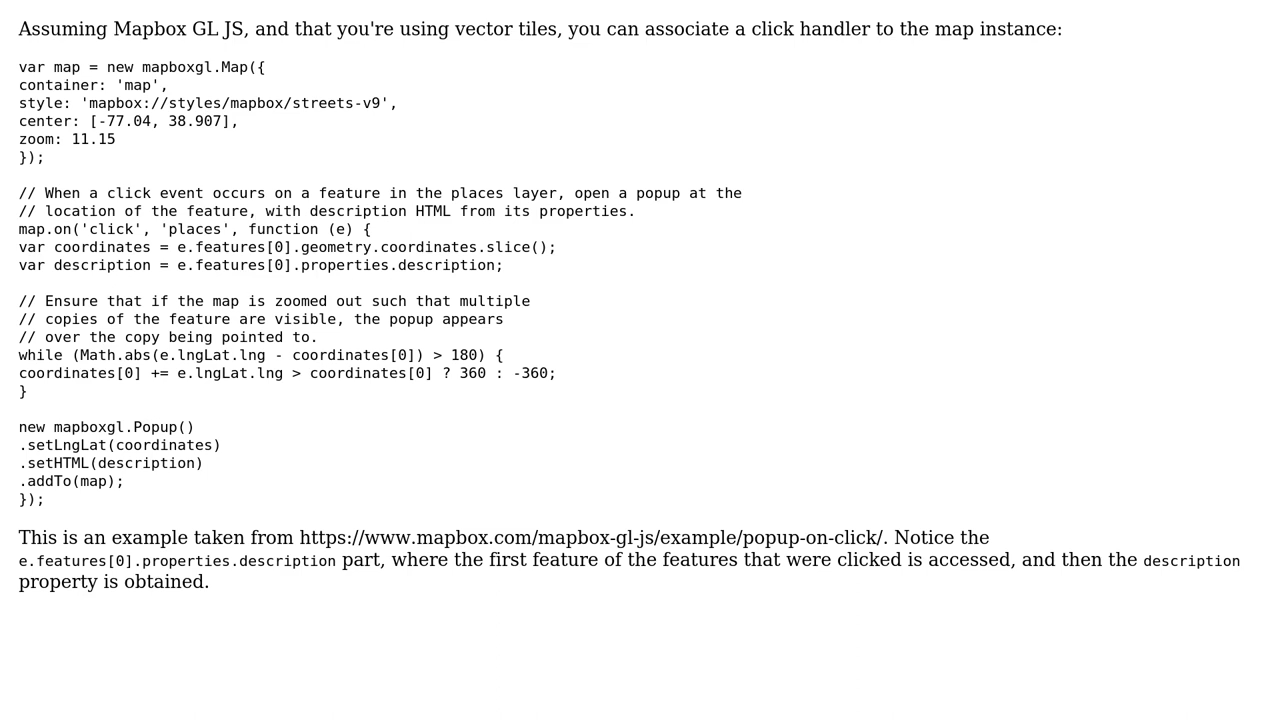 Assuming Mapbox GL JS, and that you're using vector tiles, you can associate a click handler to the map instance:
var map = new mapboxgl.Map({
container: 'map',
style: 'mapbox://styles/mapbox/streets-v9',
center: [-77.04, 38.907],
zoom: 11.15
});
// When a click event occurs on a feature in the places layer, open a popup at the
// location of the feature, with description HTML from its properties.
map.on('click', 'places', function (e) {
var coordinates = e.features[0].geometry.coordinates.slice();
var description = e.features[0].properties.description;
// Ensure that if the map is zoomed out such that multiple
// copies of the feature are visible, the popup appears
// over the copy being pointed to.
while (Math.abs(e.lngLat.lng - coordinates[0]) > 180) {
coordinates[0] += e.lngLat.lng > coordinates[0] ? 360 : -360;
}
new mapboxgl.Popup()
.setLngLat(coordinates)
.setHTML(description)
.addTo(map);
});
This is an example taken from https://www.mapbox.com/mapbox-gl-js/example/popup-on-click/. Notice the
e.features[0].properties.description part, where the first feature of the features that were clicked is accessed, and then the description
property is obtained.